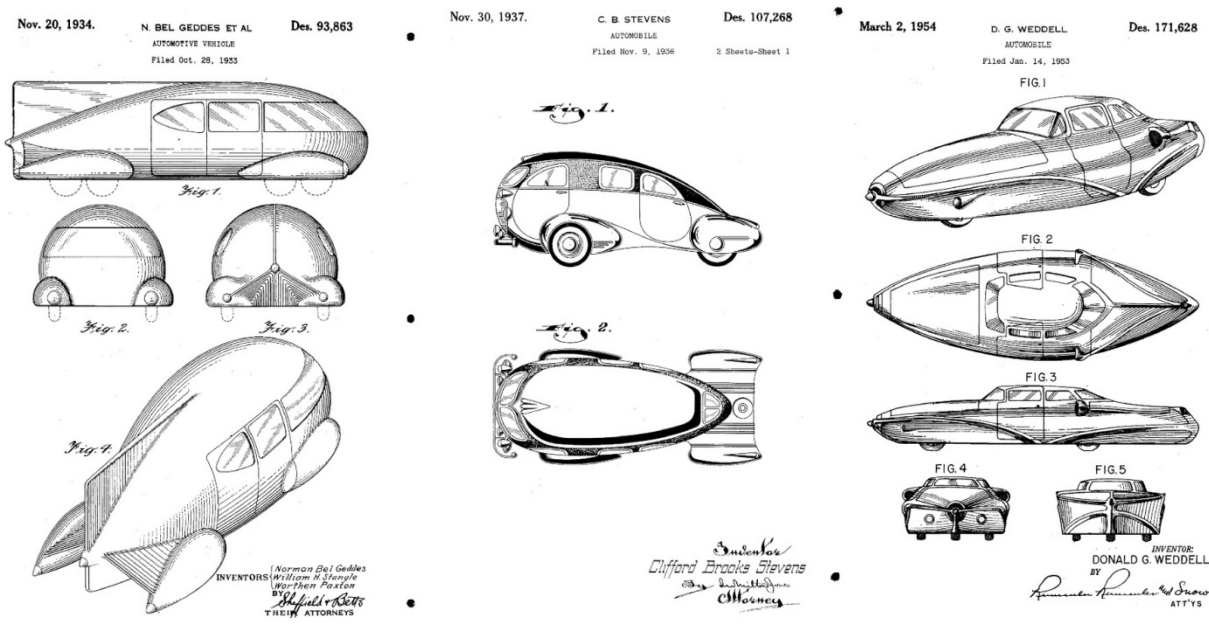 Nov. 20, 1934.
N. BEL GEDDES ET AL
Des. 93,863
AUTOMOTIVE VEHICLE
Filed Oct. 28, 1933
Fig. 1.
Fig. 2.
Fig. 3.
Fig. 4.
INVENTORS
Norman Bel Geddes
William H. Stangle
Worthen Paxton
BY
Sheffield & Betts
THEIR ATTORNEYS
Nov. 30, 1937.
C. B. STEVENS
Des. 107,268
AUTOMOBILE
Filed Nov. 9, 1936
2 Sheets-Sheet 1
Fig. 1.
Fig. 2.
Inventor
Clifford Brooks Stevens
By
Attorney
March 2, 1954
D. G. WEDDELL
Des. 171,628
AUTOMOBILE
Filed Jan. 14, 1953
FIG. 1
FIG. 2
FIG. 3
FIG. 4
FIG. 5
INVENTOR:
DONALD G. WEDDELL
BY
ATT'YS